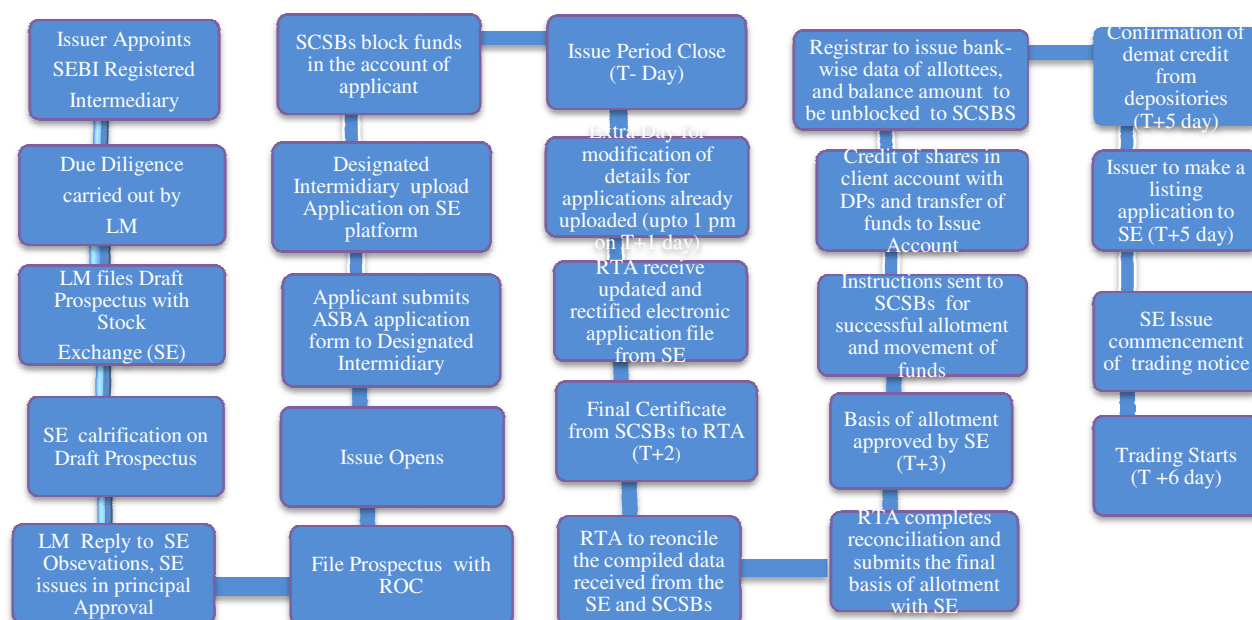 Issuer Appoints
SEBI Registered
Intermediary
Due Diligence
carried out by
LM
LM files Draft
Prospectus with
Stock
Exchange (SE)
SE calrification on
Draft Prospectus
LM Reply to SE
Obsevations, SE
issues in principal
Approval
File Prospectus with
ROC
Issue Opens
Applicant submits
ASBA application
form to Designated
Intermidiary
Designated
Intermidiary upload
Application on SE
platform
SCSBs block funds
in the account of
applicant
Issue Period Close
(T- Day)
Extra Day for
modification of
details for
applications already
uploaded (upto 1 pm
on T+1 day)
RTA receive
updated and
rectified electronic
application file
from SE
Final Certificate
from SCSBs to RTA
(T+2)
RTA to reconcile
the compiled data
received from the
SE and SCSBs
RTA completes
reconciliation and
submits the final
basis of allotment
with SE
Basis of allotment
approved by SE
(T+3)
Instructions sent to
SCSBs for
successful allotment
and movement of
funds
Credit of shares in
client account with
DPs and transfer of
funds to Issue
Account
Registrar to issue bank-
wise data of allottees,
and balance amount to
be unblocked to SCSBS
Confirmation of
demat credit
from
depositories
(T+5 day)
Issuer to make a
listing
application to
SE (T+5 day)
SE Issue
commencement
of trading notice
Trading Starts
(T +6 day)